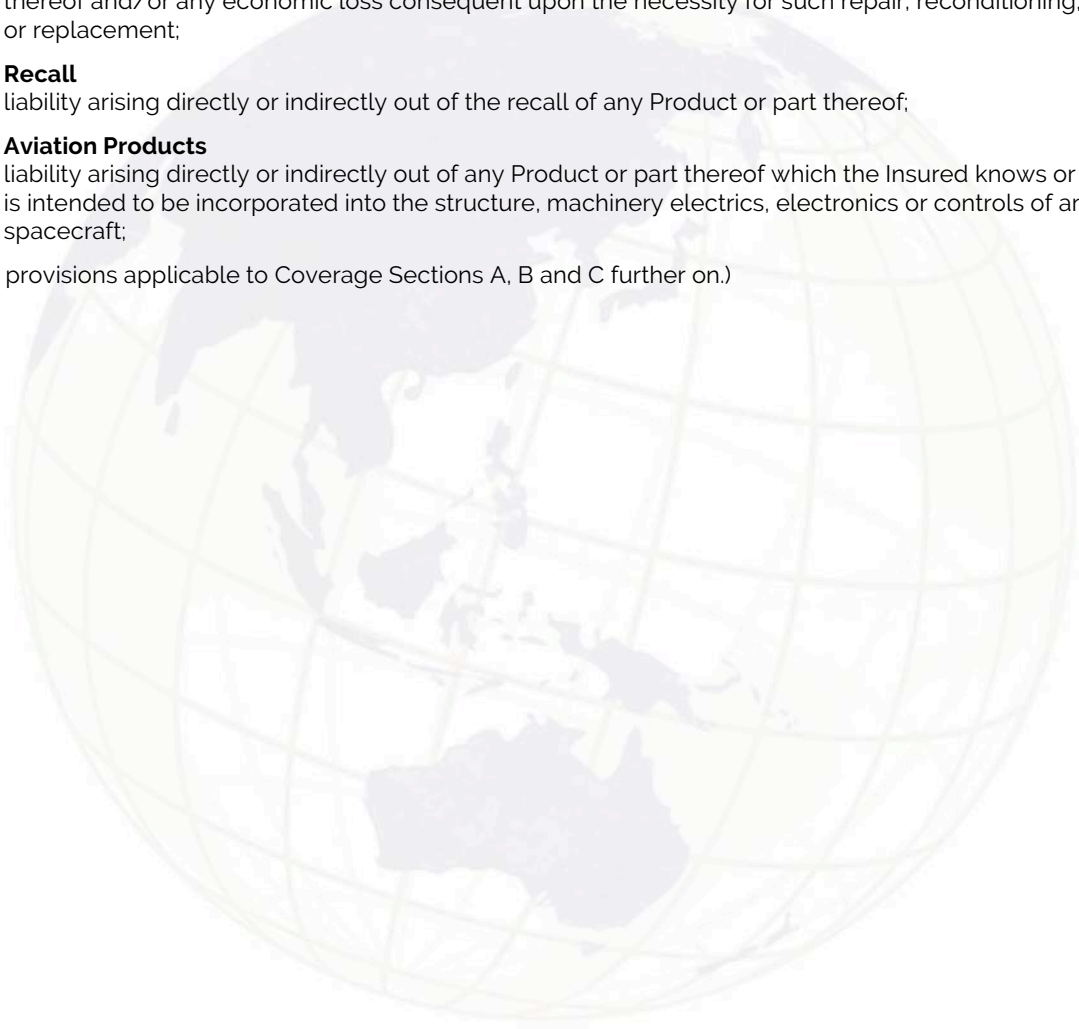 thereof and/or any economic loss consequent upon the necessity for such repair, reconditioning,
or replacement;
Recall
liability arising directly or indirectly out of the recall of any Product or part thereof;
Aviation Products
liability arising directly or indirectly out of any Product or part thereof which the Insured knows or
is intended to be incorporated into the structure, machinery electrics, electronics or controls of
spacecraft;
provisions applicable to Coverage Sections A, B and C further on.)